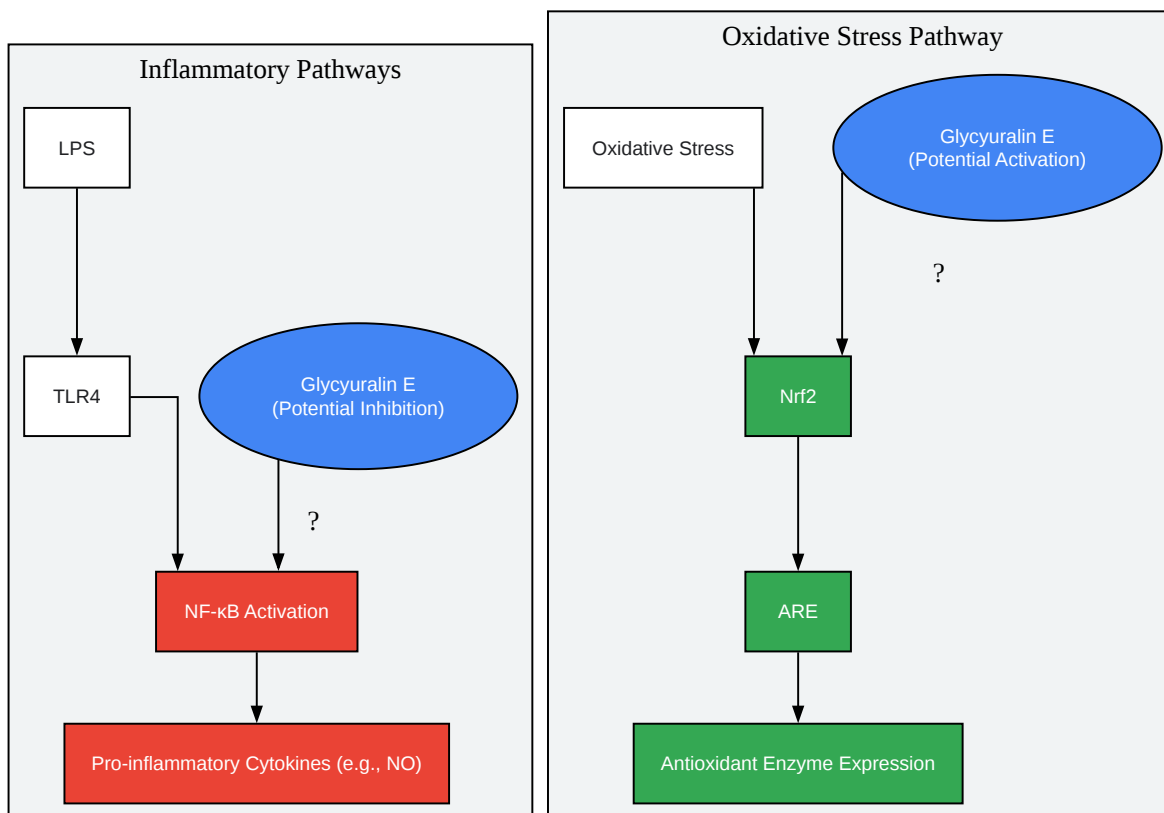 Inflammatory Pathways
LPS
TLR4
Glycyuralin E
(Potential Inhibition)
?
NF-κB Activation
Pro-inflammatory Cytokines (e.g., NO)
Oxidative Stress Pathway
Oxidative Stress
Glycyuralin E
(Potential Activation)
?
Nrf2
ARE
Antioxidant Enzyme Expression